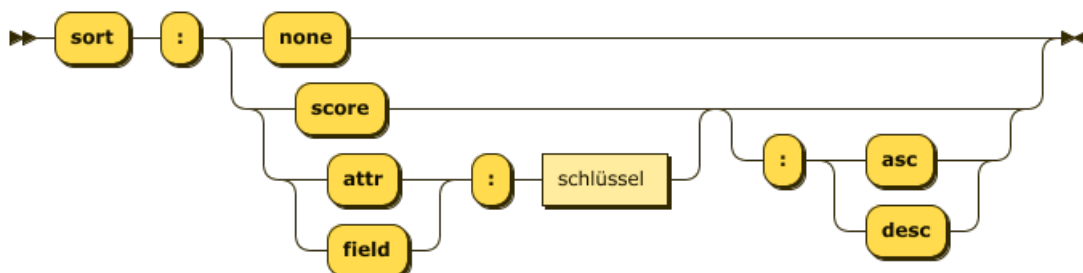 sort : none
score
: asc
attr : schlüssel
desc
field